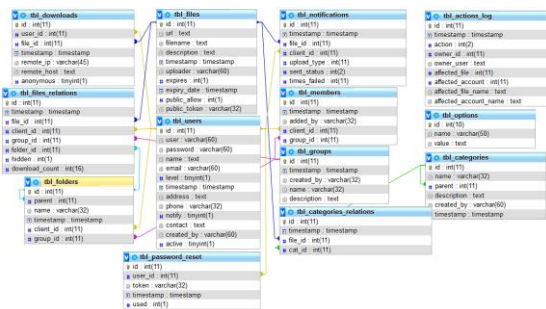 tbl_downloads
id : int(11)
user_id : int(11)
file_id : int(11)
timestamp : timestamp
remote_ip : varchar(45)
remote_host : text
anonymous : tinyint(1)
tbl_files_relations
id : int(11)
timestamp : timestamp
file_id : int(11)
client_id : int(11)
group_id : int(11)
folder_id : int(11)
hidden : int(1)
download_count : int(16)
tbl_folders
id : int(11)
parent : int(11)
name : varchar(32)
timestamp : timestamp
client_id : int(11)
group_id : int(11)
tbl_files
id : int(11)
url : text
filename : text
description : text
timestamp : timestamp
uploader : varchar(60)
expires : int(1)
expiry_date : timestamp
public_allow : int(1)
public_token : varchar(32)
tbl_users
id : int(11)
user : varchar(60)
password : varchar(60)
name : text
email : varchar(60)
level : tinyint(1)
timestamp : timestamp
address : text
phone : varchar(32)
notify : tinyint(1)
contact : text
created_by : varchar(60)
active : tinyint(1)
tbl_password_reset
id : int(11)
user_id : int(11)
token : varchar(32)
timestamp : timestamp
used : int(1)
tbl_notifications
id : int(11)
timestamp : timestamp
file_id : int(11)
client_id : int(11)
upload_type : int(11)
sent_status : int(2)
times_failed : int(11)
tbl_members
id : int(11)
timestamp : timestamp
added_by : varchar(32)
client_id : int(11)
group_id : int(11)
tbl_groups
id : int(11)
timestamp : timestamp
created_by : varchar(32)
name : varchar(32)
description : text
tbl_categories_relations
id : int(11)
timestamp : timestamp
file_id : int(11)
cat_id : int(11)
tbl_actions_log
id : int(11)
timestamp : timestamp
action : int(2)
owner_id : int(11)
owner_user : text
affected_file : int(11)
affected_account : int(11)
affected_file_name : text
affected_account_name : text
tbl_options
id : int(10)
name : varchar(50)
value : text
tbl_categories
id : int(11)
name : varchar(32)
parent : int(11)
description : text
created_by : varchar(60)
timestamp : timestamp